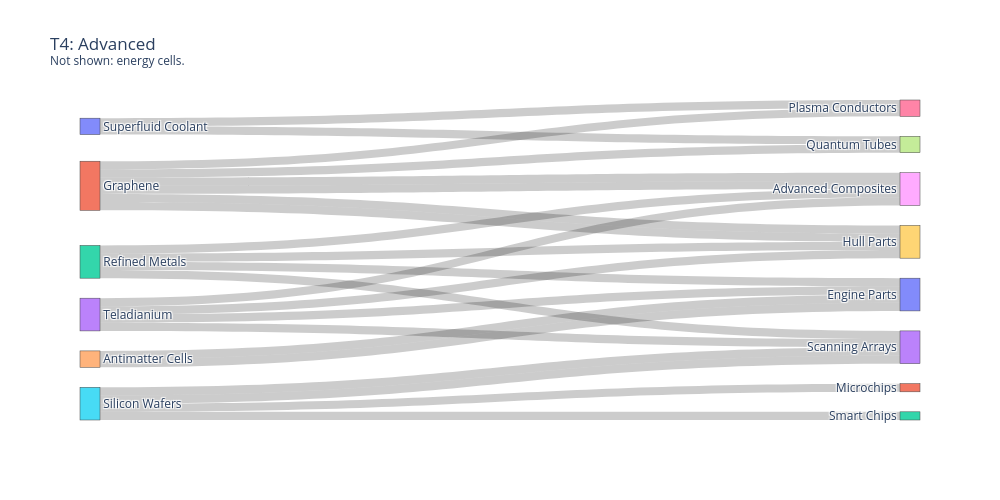 T4: Advanced
Not shown: energy cells.
Superfluid Coolant
Graphene
Refined Metals
Teladianium
Antimatter Cells
Silicon Wafers
Plasma Conductors
Quantum Tubes
Advanced Composites
Hull Parts
Engine Parts
Scanning Arrays
Microchips
Smart Chips